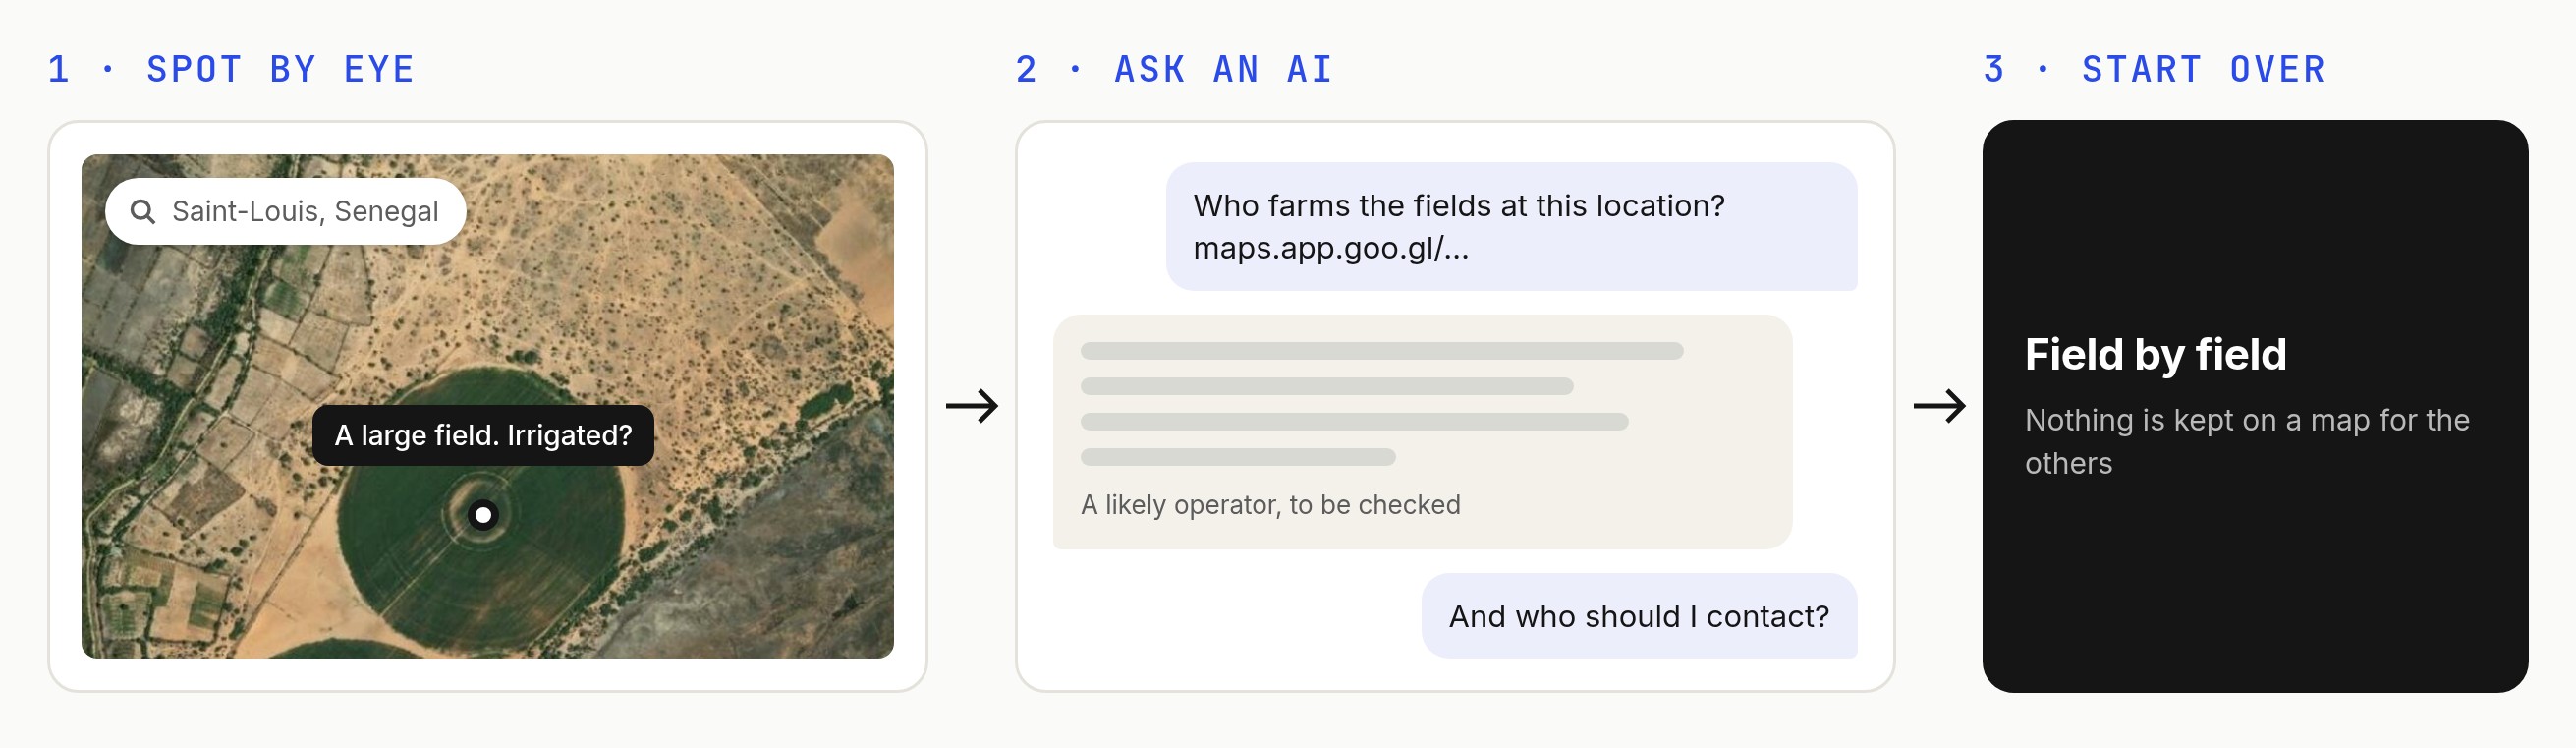 1 · SPOT BY EYE
Saint-Louis, Senegal
A large field. Irrigated?
2 · ASK AN AI
Who farms the fields at this location?
maps.app.goo.gl/...
A likely operator, to be checked
And who should I contact?
3 · START OVER
Field by field
Nothing is kept on a map for the
others